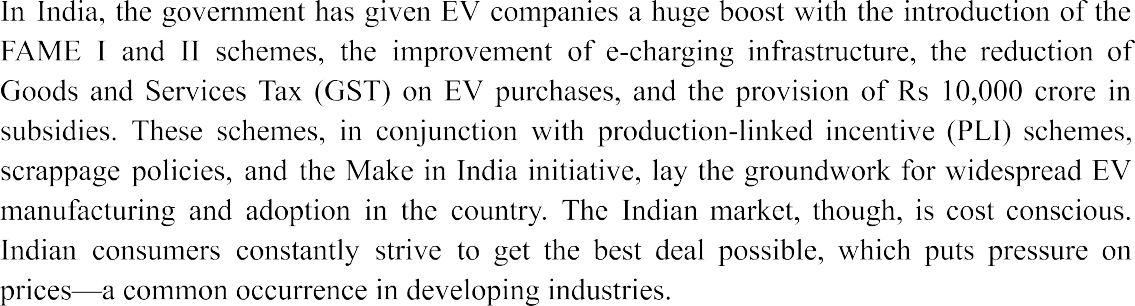 In India, the government has given EV companies a huge boost with the introduction of the
FAME I and II schemes, the improvement of e-charging infrastructure, the reduction of
Goods and Services Tax (GST) on EV purchases, and the provision of Rs 10,000 crore in
subsidies. These schemes, in conjunction with production-linked incentive (PLI) schemes,
scrappage policies, and the Make in India initiative, lay the groundwork for widespread EV
manufacturing and adoption in the country. The Indian market, though, is cost conscious.
Indian consumers constantly strive to get the best deal possible, which puts pressure on
prices—a common occurrence in developing industries.